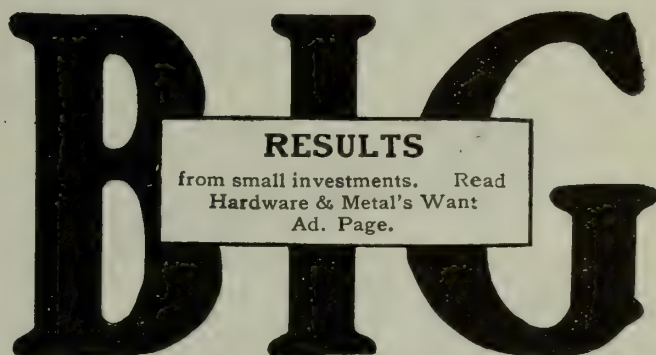 BIG
RESULTS
from small investments. Read
Hardware & Metal's Want
Ad. Page.